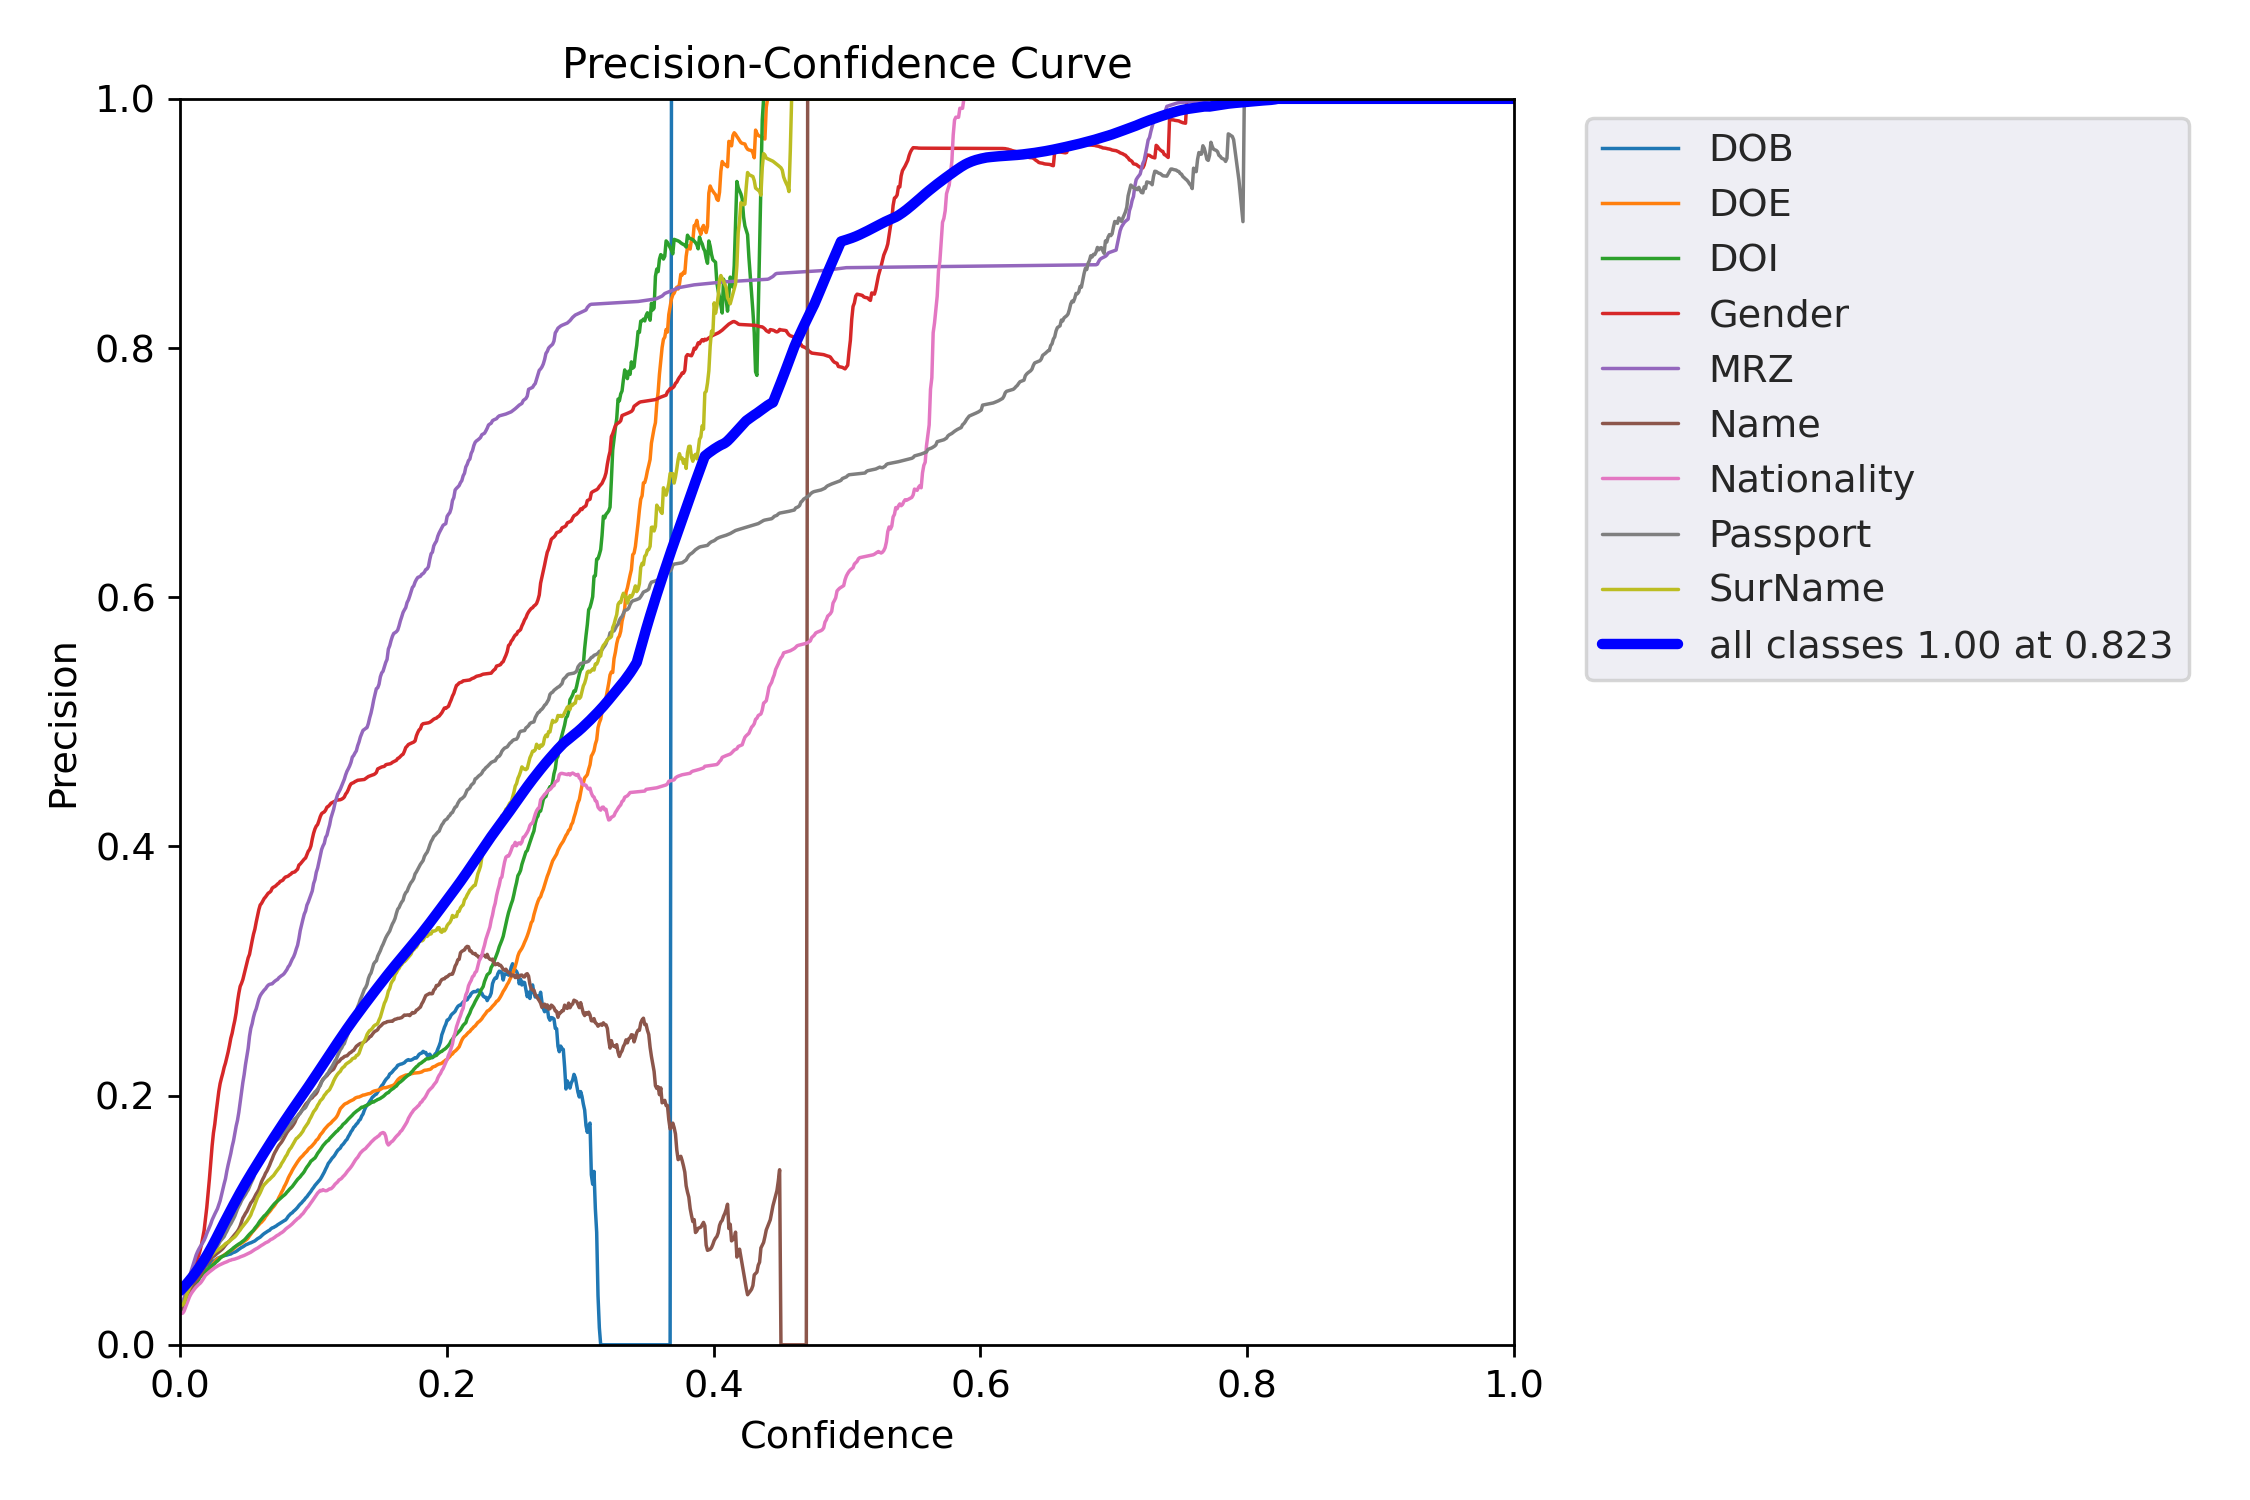 Precision-Confidence Curve
1.0
0.8
0.6
0.4
0.2
0.0
Precision
0.0 0.2 0.4 0.6 0.8 1.0
Confidence
DOB
DOE
DOI
Gender
MRZ
Name
Nationality
Passport
SurName
all classes 1.00 at 0.823